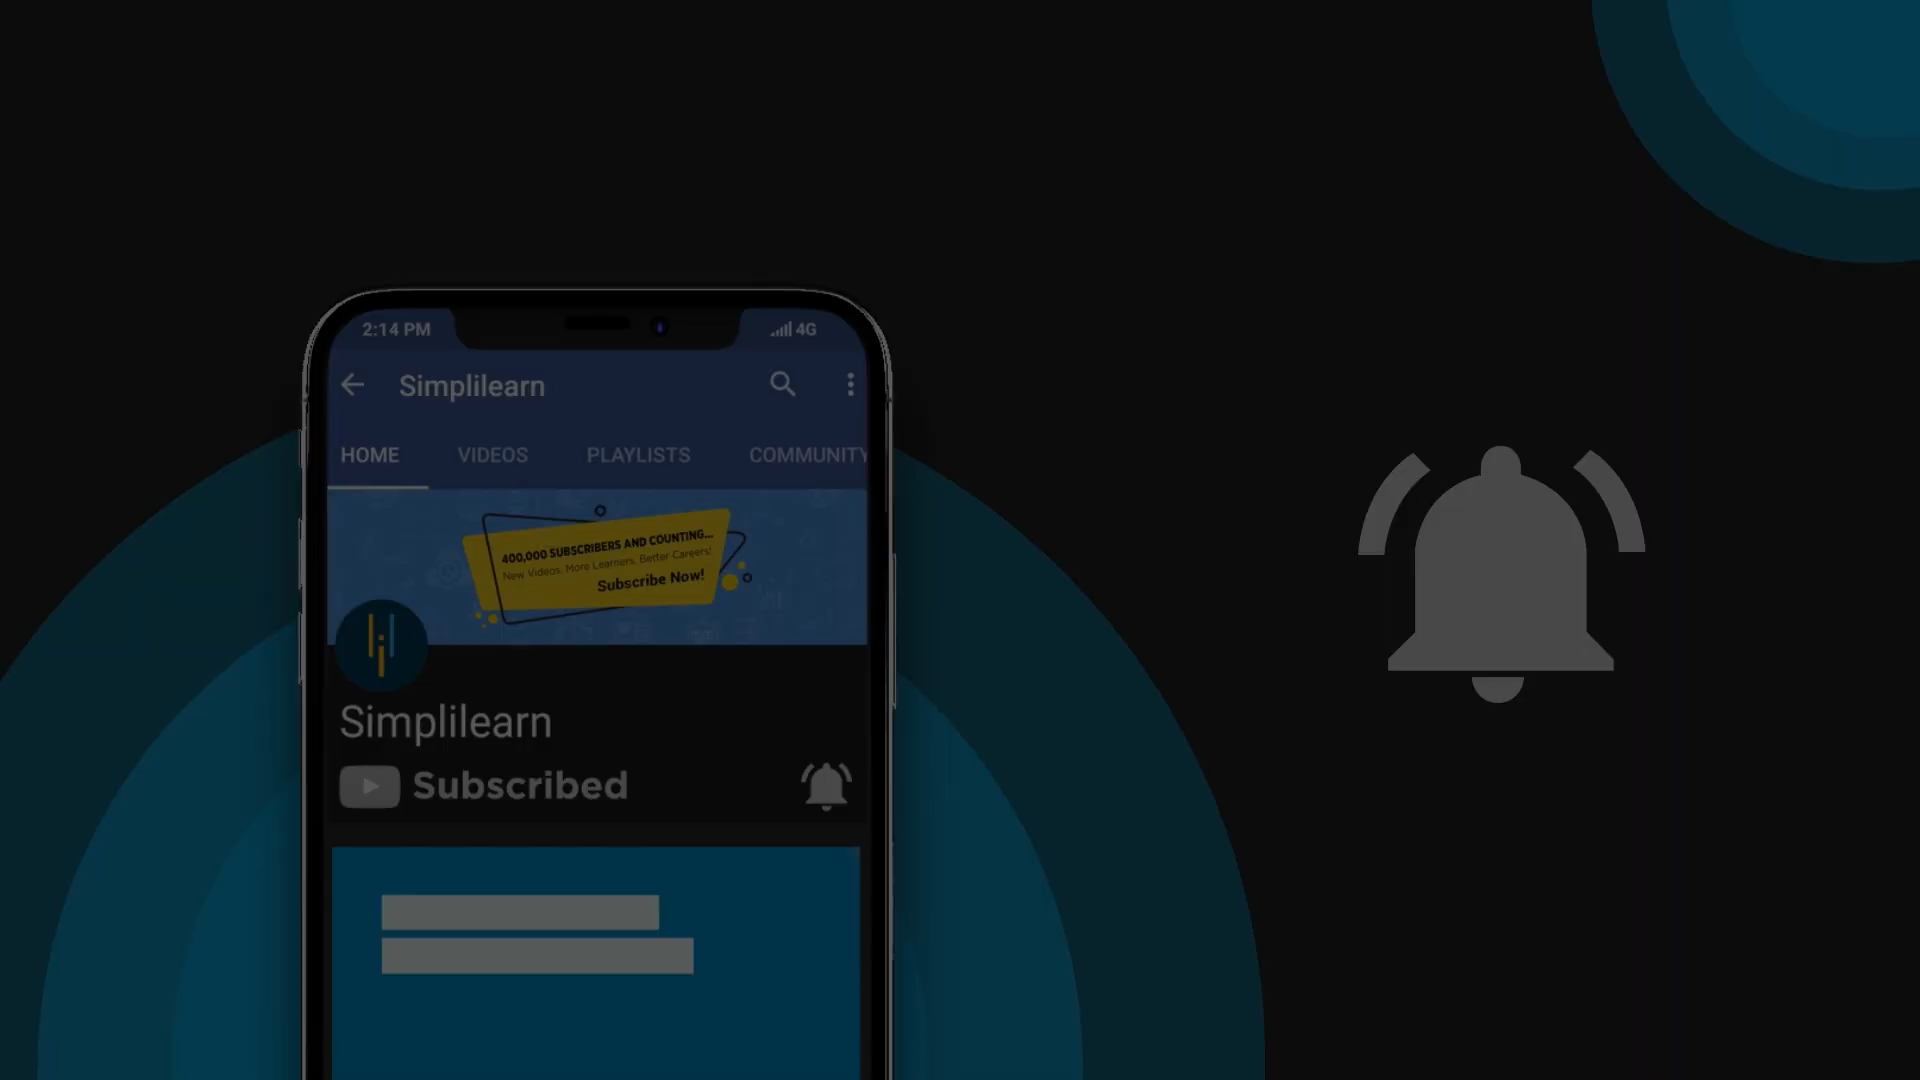 2:14 PM
4G
Simplilearn
HOME VIDEOS PLAYLISTS COMMUNITY
400,000 SUBSCRIBERS AND COUNTING...
New Videos, More Learners, Better Careers!
Subscribe Now!
Simplilearn
Subscribed